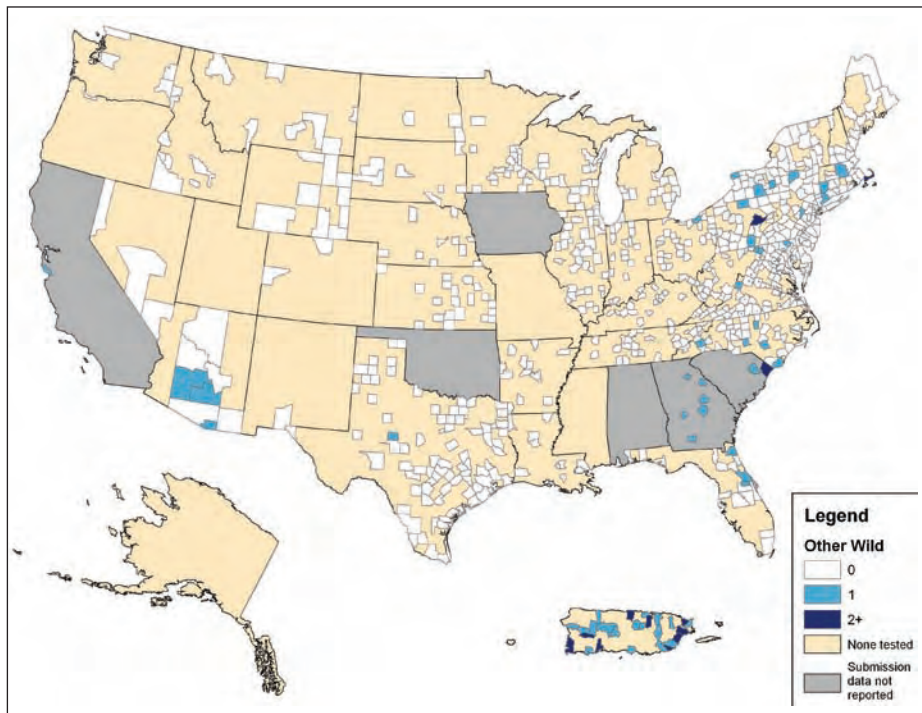 Legend
Other Wild
0
1
2+
None tested
Submission
data not
reported